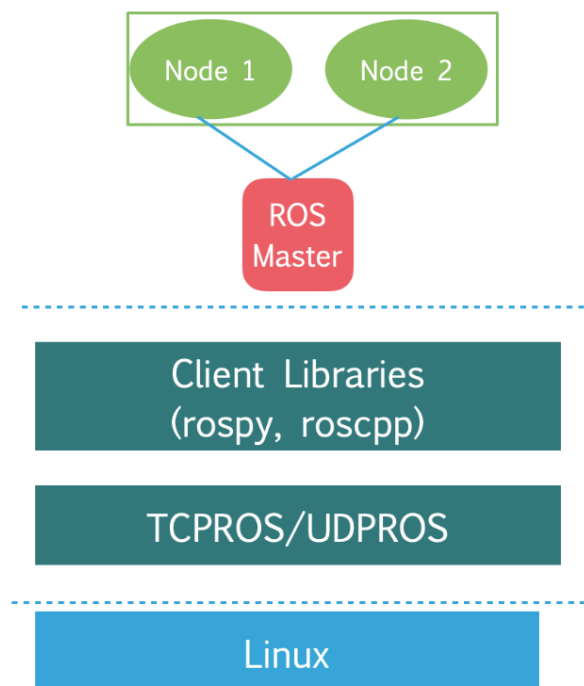 Node 1
Node 2
ROS
Master
Client Libraries
(rospy, roscpp)
TCPROS/UDPROS
Linux